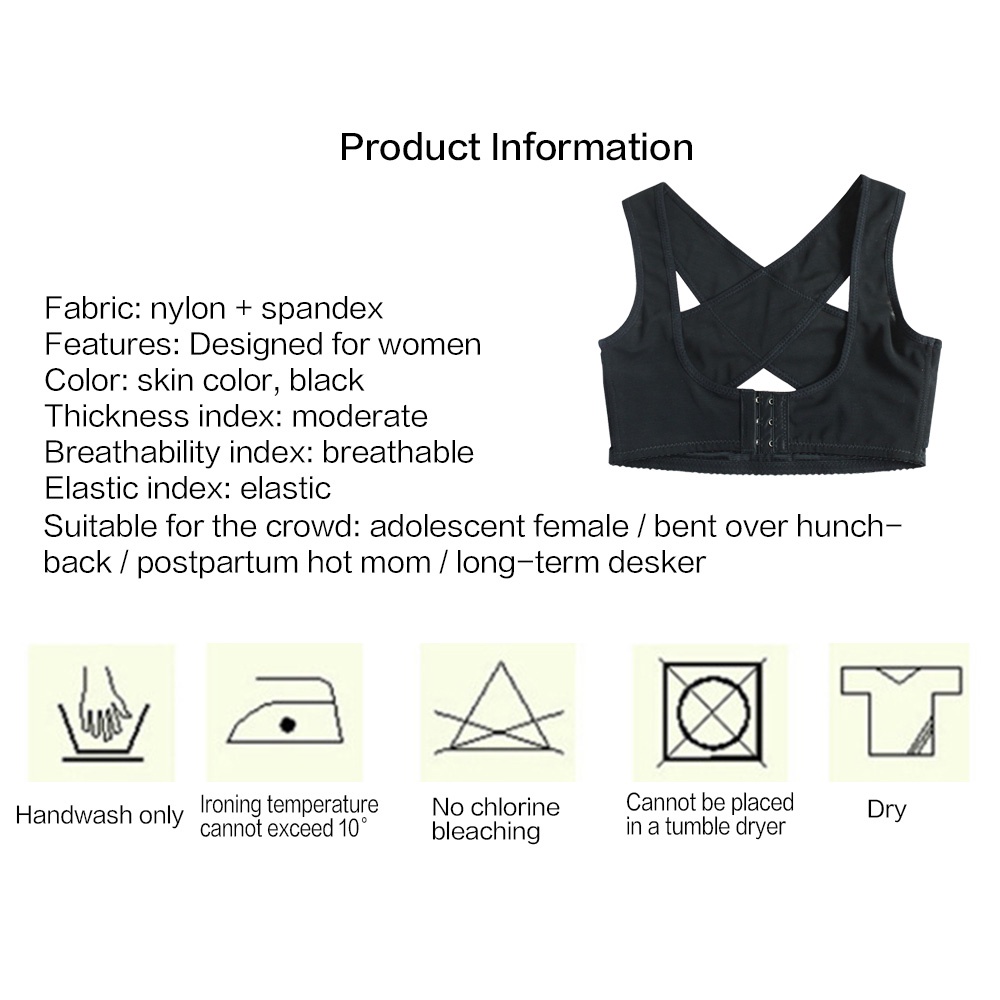 Product Information
Fabric: nylon + spandex
Features: Designed for women
Color: skin color, black
Thickness index: moderate
Breathability index: breathable
Elastic index: elastic
Suitable for the crowd: adolescent female / bent over hunch-
back / postpartum hot mom / long-term desker
Handwash only
Ironing temperature
cannot exceed 10°
No chlorine
bleaching
Cannot be placed
in a tumble dryer
Dry